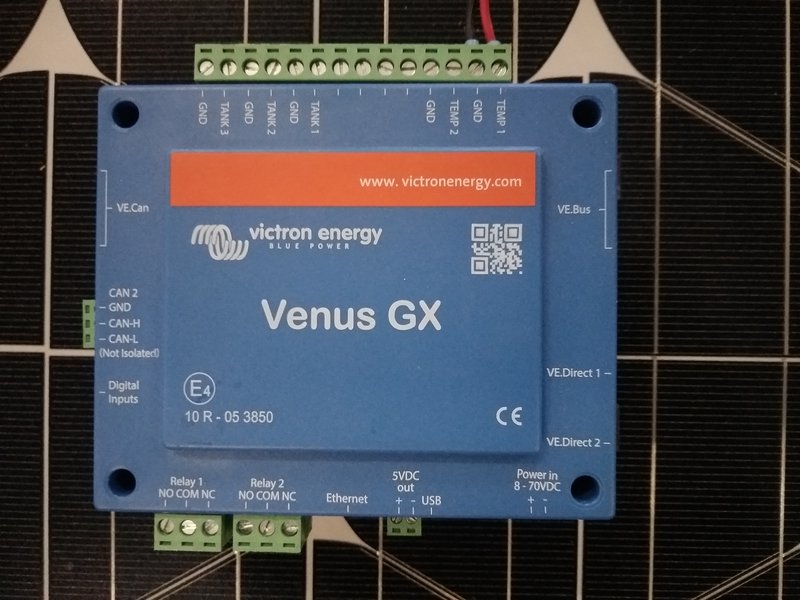 GND TANK 3 GND TANK 2 GND TANK 1 GND TEMP 2 GND TEMP 1
www. victronenergy.com
VE.Can
VE.Bus
victron energy
BLUE POWER
Venus GX
CAN 2
GND
CAN-H
CAN-L
(Not Isolated)
Digital
Inputs
VE.Direct 1
VE.Direct 2
E4
10 R - 05 3850
CE
Relay 1
NO COM NC
Relay 2
NO COM NC
Ethernet
5VDC
out
+ -
USB
Power in
8 - 70VDC
+ -